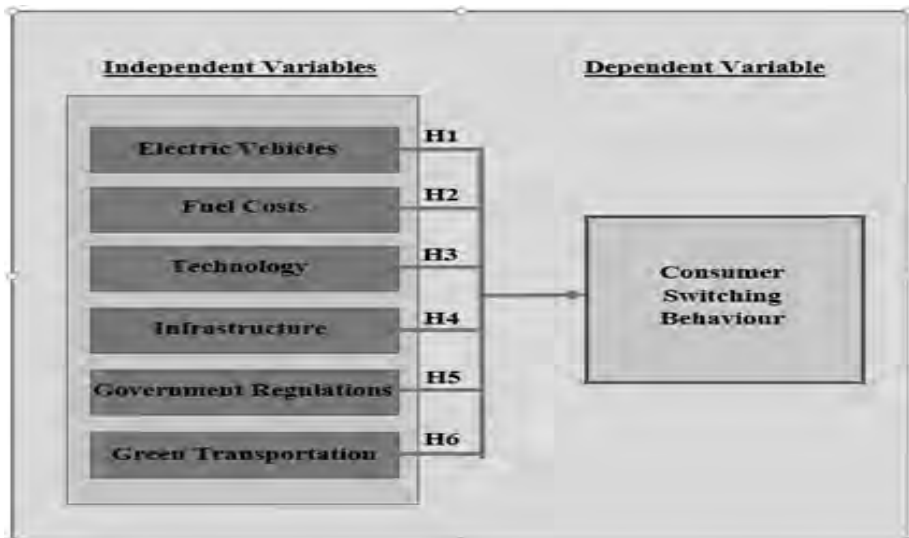 Independent Variables
Dependent Variable
Electric Vehicles
H1
Fuel Costs
H2
Technology
H3
Infrastructure
H4
Government Regulations
H5
Green Transportation
H6
Consumer
Switching
Behaviour